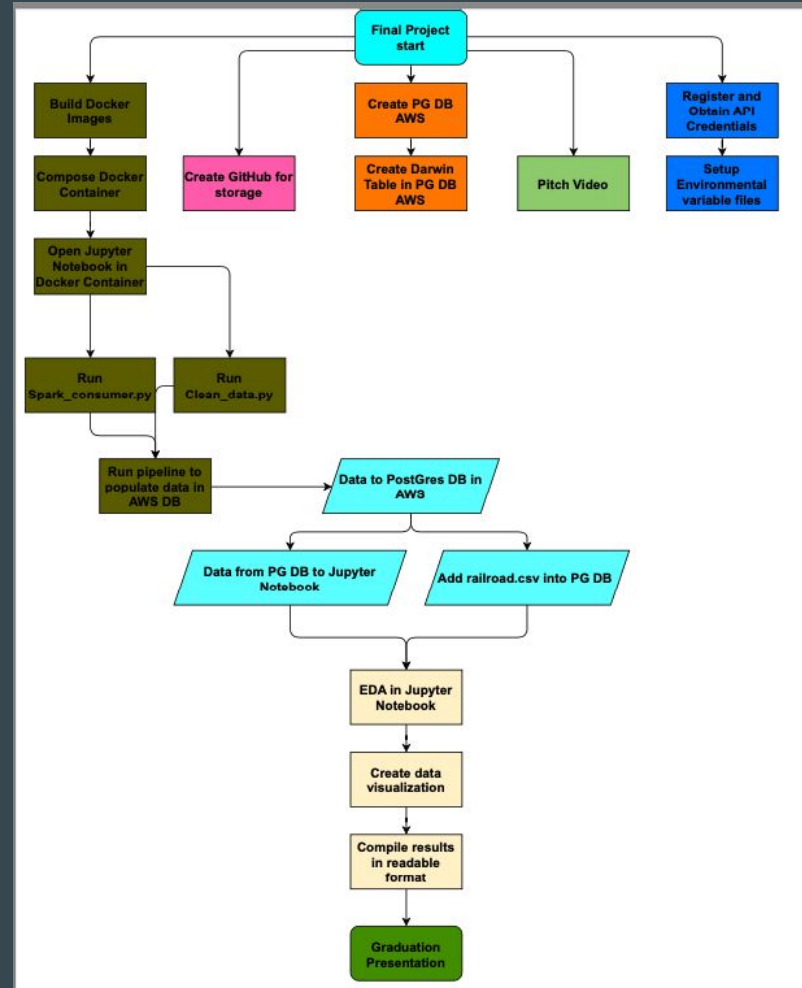 Final Project
start
Build Docker
Images
Create PG DB
AWS
Register and
Obtain API
Credentials
Compose Docker
Container
Create GitHub for
storage
Create Darwin
Table in PG DB
AWS
Pitch Video
Setup
Environmental
variable files
Open Jupyter
Notebook in
Docker Container
Run
Spark_consumer.py
Run
Clean_data.py
Run pipeline to
populate data in
AWS DB
Data to PostGres DB in
AWS
Data from PG DB to Jupyter
Notebook
Add railroad.csv into PG DB
EDA in Jupyter
Notebook
Create data
visualization
Compile results
in readable
format
Graduation
Presentation